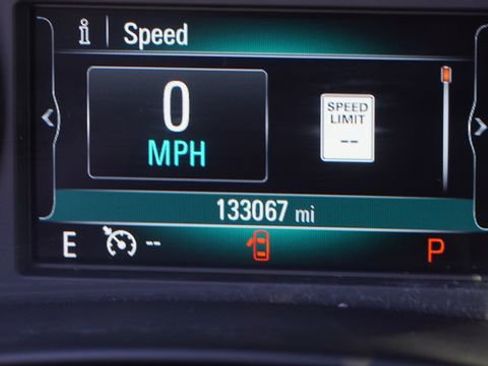 i Speed
0
MPH
SPEED
LIMIT
--
133067 mi
E -- P